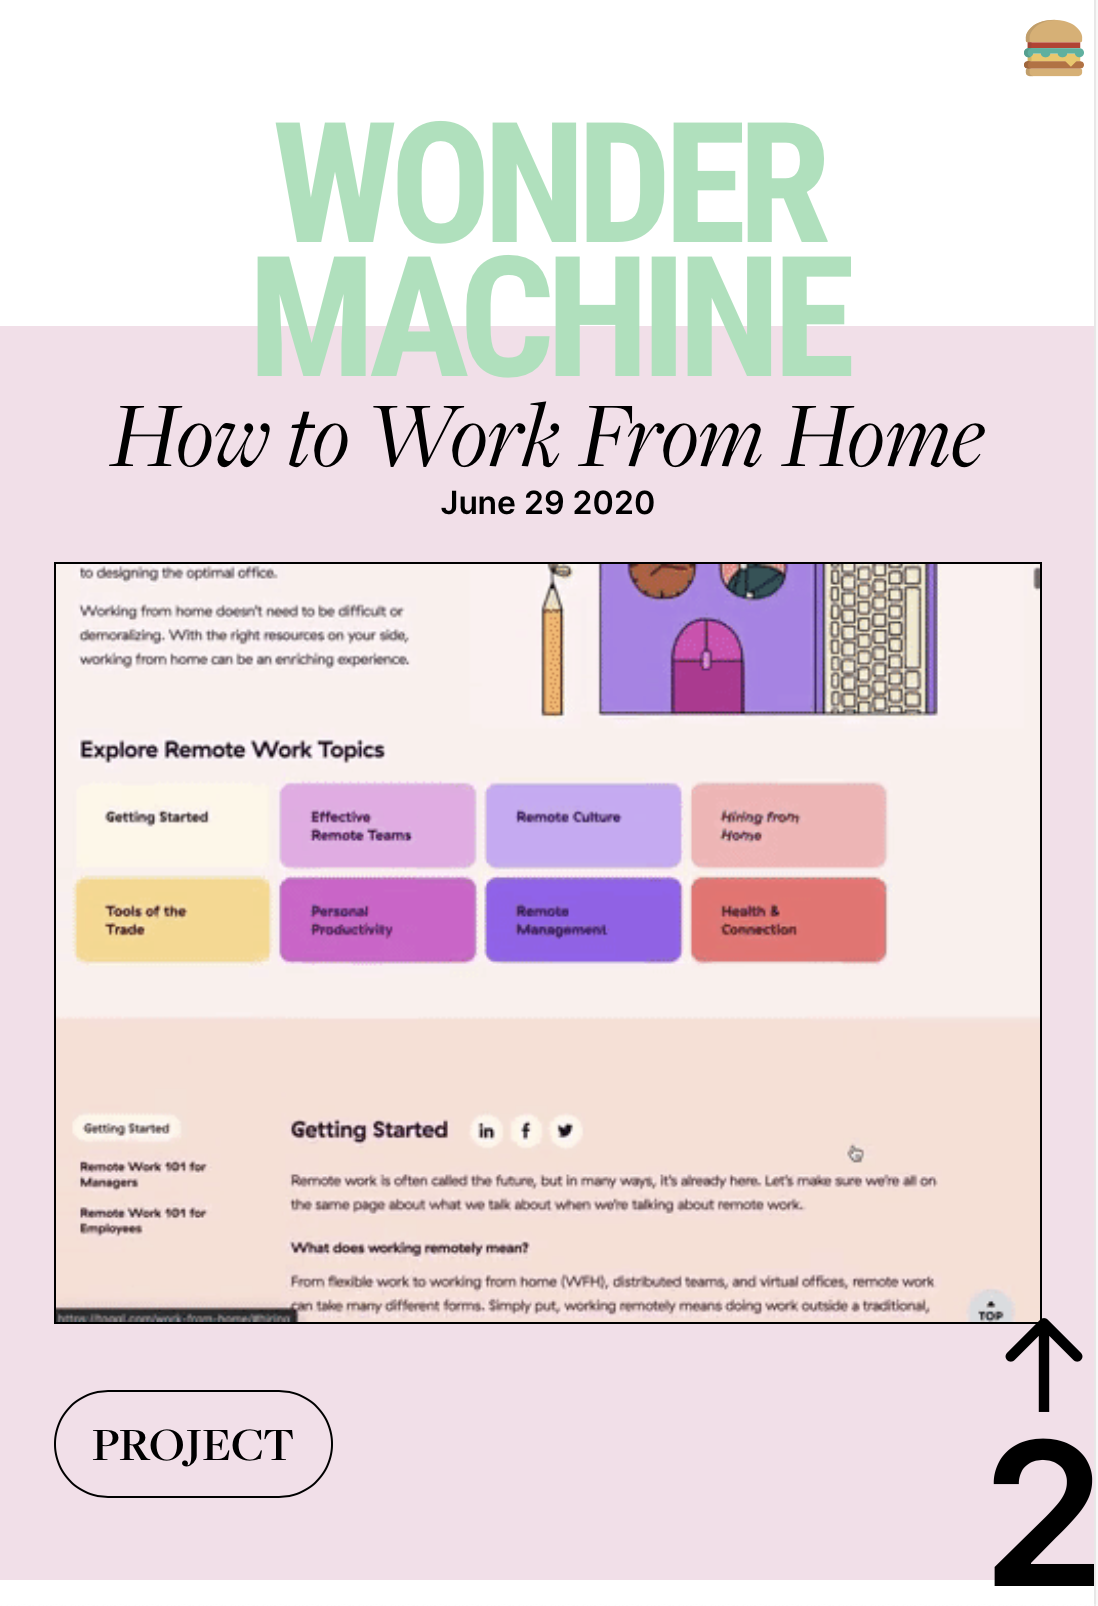 WONDER
MACHINE
How to Work From Home
June 29 2020
to designing the optimal office.
Working from home doesn't need to be difficult or
demoralizing. With the right resources on your side,
working from home can be an enriching experience.
Explore Remote Work Topics
Getting Started
Effective
Remote Teams
Remote Culture
Hiring from
Home
Tools of the
Trade
Personal
Productivity
Remote
Management
Health &
Connection
Getting Started
Remote Work 101 for
Managers
Remote Work 101 for
Employees
Getting Started
Remote work is often called the future, but in many ways, it's already here. Let's make sure we're all on
the same page about what we talk about when we're talking about remote work.
What does working remotely mean?
From flexible work to working from home (WFH), distributed teams, and virtual offices, remote work
can take many different forms. Simply put, working remotely means doing work outside a traditional,
https://toggl.com/work-from-home/#hiring
TOP
PROJECT
2